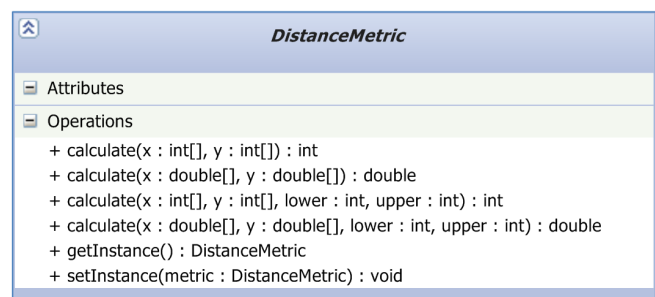 DistanceMetric
Attributes
Operations
+ calculate(x : int[], y : int[]) : int
+ calculate(x : double[], y : double[]) : double
+ calculate(x : int[], y : int[], lower : int, upper : int) : int
+ calculate(x : double[], y : double[], lower : int, upper : int) : double
+ getInstance() : DistanceMetric
+ setInstance(metric : DistanceMetric) : void